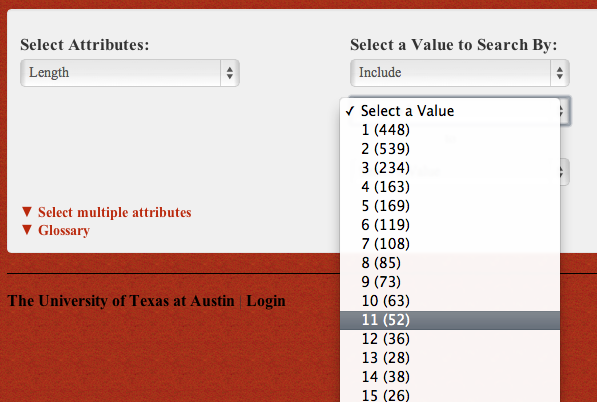 Select Attributes:
Select a Value to Search By:
Length
Include
✓ Select a Value
1 (448)
2 (539)
3 (234)
4 (163)
5 (169)
6 (119)
7 (108)
8 (85)
9 (73)
10 (63)
11 (52)
12 (36)
13 (28)
14 (38)
15 (26)
▼ Select multiple attributes
▼ Glossary
The University of Texas at Austin | Login